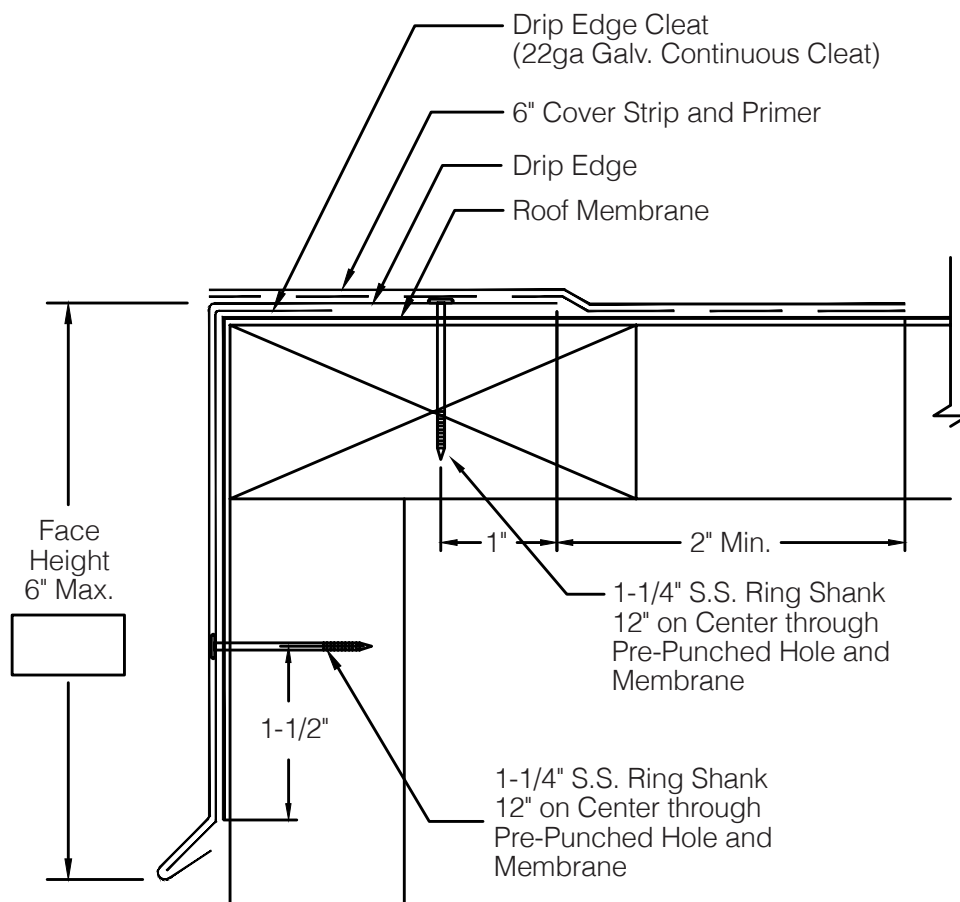 Drip Edge Cleat
(22ga Galv. Continuous Cleat)
6" Cover Strip and Primer
Drip Edge
Roof Membrane
Face
Height
6" Max.
1"
2" Min.
1-1/4" S.S. Ring Shank
12" on Center through
Pre-Punched Hole and
Membrane
1-1/2"
1-1/4" S.S. Ring Shank
12" on Center through
Pre-Punched Hole and
Membrane